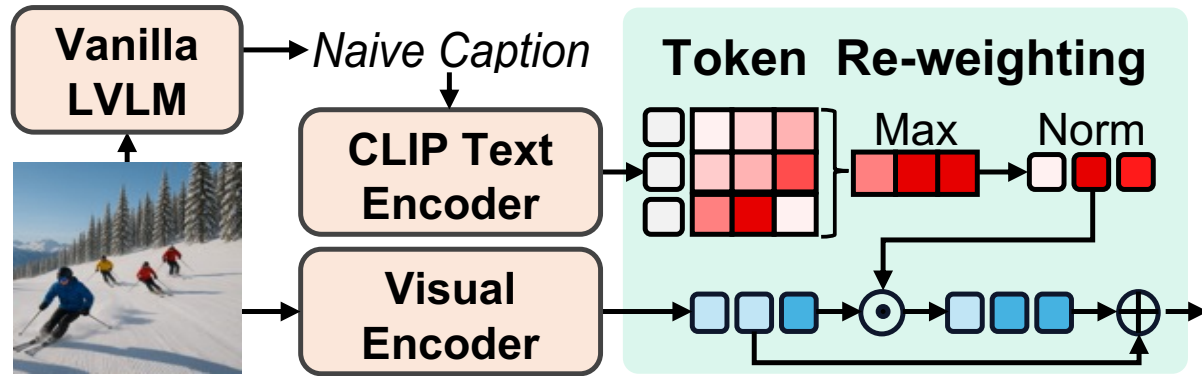 Vanilla
LVLM
Naive Caption
CLIP Text
Encoder
Visual
Encoder
Token Re-weighting
Max
Norm